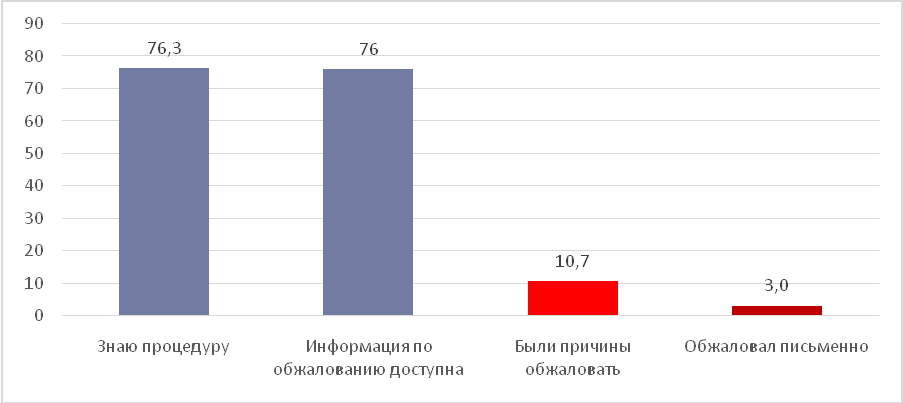 90
80
70
60
50
40
30
20
10
0
76,3
76
10,7
3,0
Знаю процедуру
Информация по
обжалованию доступна
Были причины
обжаловать
Обжаловал письменно